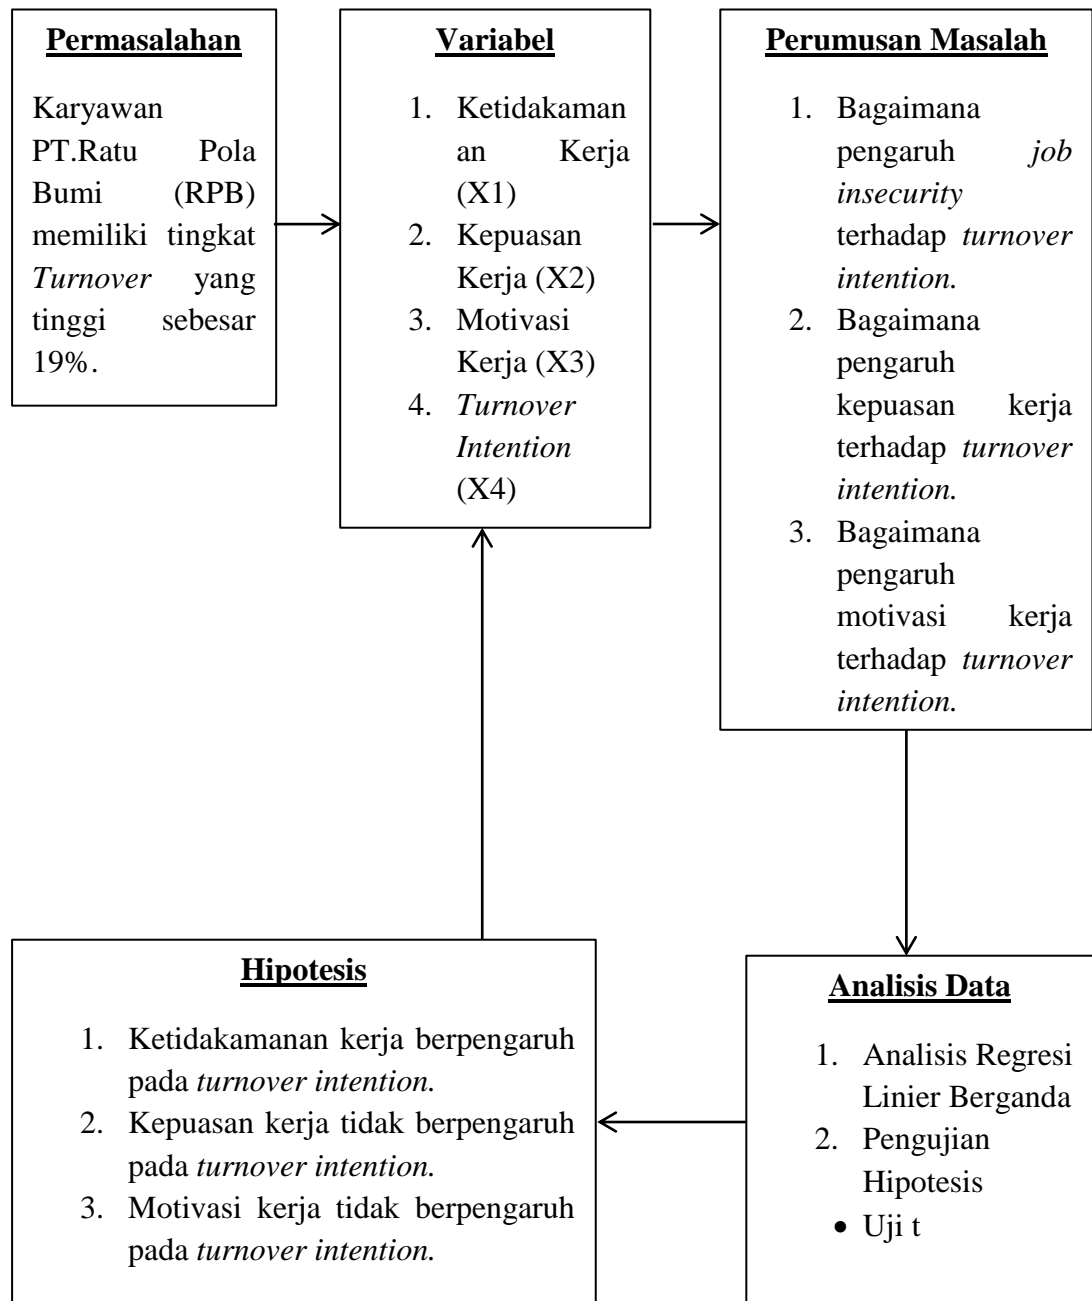 Permasalahan
Karyawan
PT.Ratu Pola
Bumi (RPB)
memiliki tingkat
Turnover yang
tinggi sebesar
19%.
Variabel
1. Ketidakaman
an Kerja
(X1)
2. Kepuasan
Kerja (X2)
3. Motivasi
Kerja (X3)
4. Turnover
Intention
(X4)
Perumusan Masalah
1. Bagaimana
pengaruh job
insecurity
terhadap turnover
intention.
2. Bagaimana
pengaruh
kepuasan kerja
terhadap turnover
intention.
3. Bagaimana
pengaruh
motivasi kerja
terhadap turnover
intention.
Hipotesis
1. Ketidakamanan kerja berpengaruh
pada turnover intention.
2. Kepuasan kerja tidak berpengaruh
pada turnover intention.
3. Motivasi kerja tidak berpengaruh
pada turnover intention.
Analisis Data
1. Analisis Regresi
Linier Berganda
2. Pengujian
Hipotesis
• Uji t